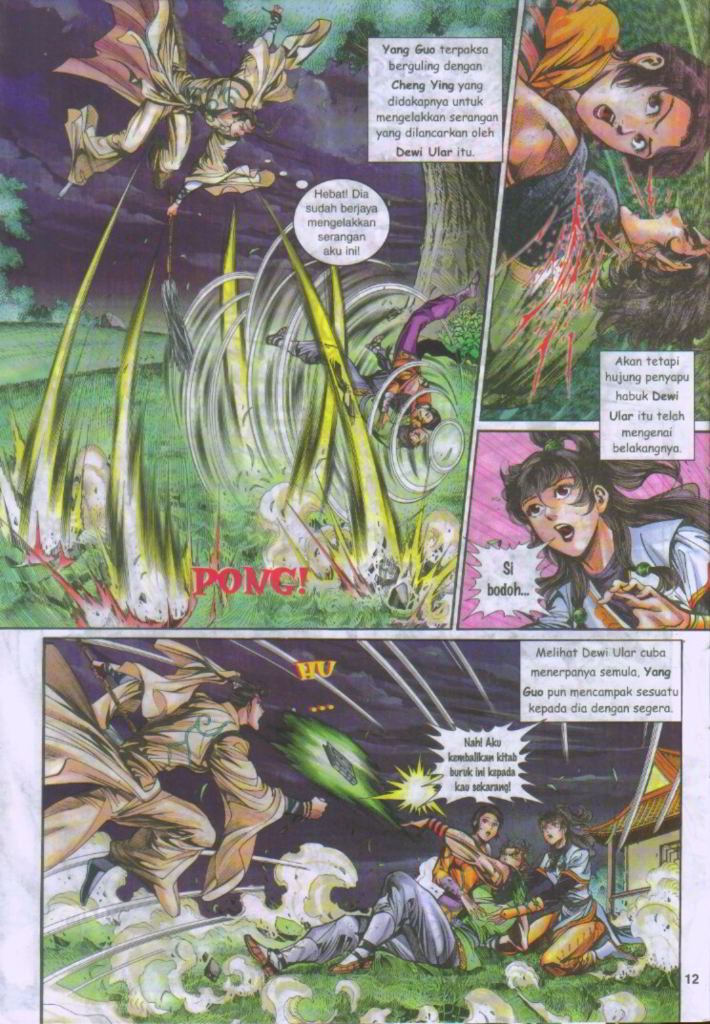 Yang Guo terpaksa
berguling dengan
Cheng Ying yang
didakapnya untuk
mengelakkan serangan
yang dilancarkan oleh
Dewi Ular itu.
Hebat! Dia
sudah berjaya
mengelakkan
serangan
aku ini!
PONG!
Akan tetapi
hujung penyapu
habuk Dewi
Ular itu telah
mengenai
belakangnya.
Si
bodoh...
Melihat Dewi Ular cuba
menerpanya semula, Yang
Guo pun mencampak sesuatu
kepada dia dengan segera.
HU
...
Nah! Aku
kembalikan kitab
buruk ini kepada
kau sekarang!
12